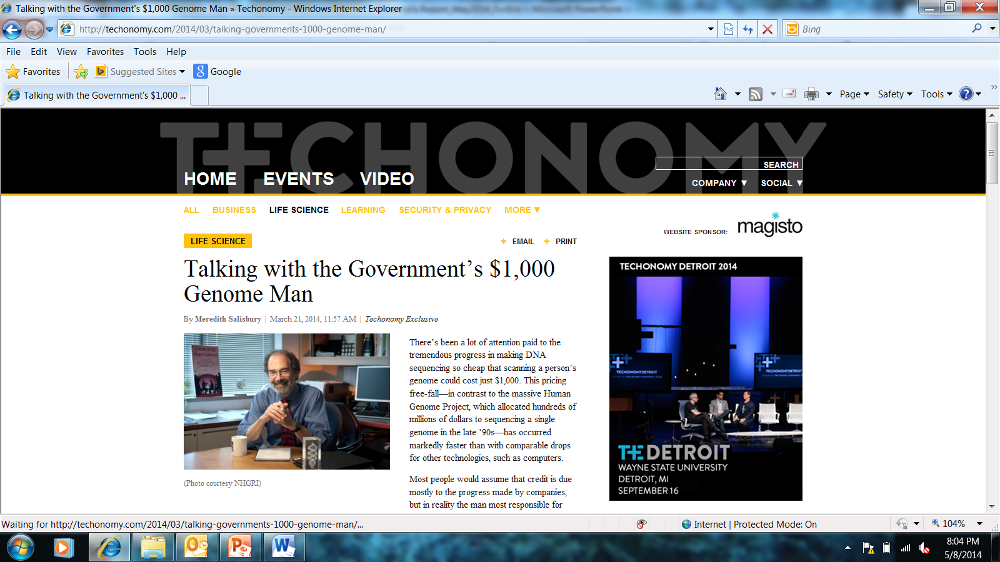 Talking with the Government's $1,000 Genome Man » Techonomy - Windows Internet Explorer
http://techonomy.com/2014/03/talking-governments-1000-genome-man/
Bing
File Edit View Favorites Tools Help
Favorites Suggested Sites Google
Talking with the Government's $1,000 ...
Page Safety Tools
TECHONOMY
HOME EVENTS VIDEO
SEARCH
COMPANY ▼ SOCIAL ▼
ALL BUSINESS LIFE SCIENCE LEARNING SECURITY & PRIVACY MORE ▼
WEBSITE SPONSOR: magisto
LIFE SCIENCE
+ EMAIL + PRINT
Talking with the Government’s $1,000
Genome Man
By Meredith Salisbury | March 21, 2014, 11:57 AM | Techonomy Exclusive
There’s been a lot of attention paid to the
tremendous progress in making DNA
sequencing so cheap that scanning a person’s
genome could cost just $1,000. This pricing
free-fall—in contrast to the massive Human
Genome Project, which allocated hundreds of
millions of dollars to sequencing a single
genome in the late ’90s—has occurred
markedly faster than with comparable drops
for other technologies, such as computers.
Most people would assume that credit is due
mostly to the progress made by companies,
but in reality the man most responsible for
(Photo courtesy NHGRI)
TECHONOMY DETROIT 2014
TECHONOMYDETROIT
TECHONOMYDETROIT
TE DETROIT
WAYNE STATE UNIVERSITY
DETROIT, MI
SEPTEMBER 16
Waiting for http://techonomy.com/2014/03/talking-governments-1000-genome-man/...
Internet | Protected Mode: On
104%
8:04 PM
5/8/2014